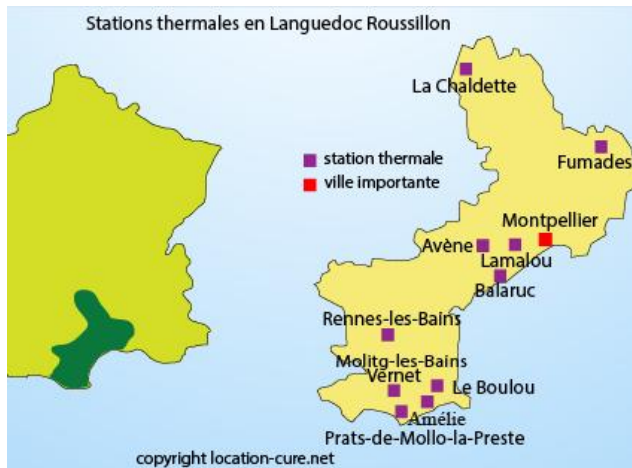 Stations thermales en Languedoc Roussillon
La Chaldette
station thermale
Fumades
ville importante
Montpellier
Avène
Lamalou
Balaruc
Rennes-les-Bains
Molitg-les-Bains
Vernet
Le Boulou
Amélie
Prats-de-Mollo-la-Preste
copyright location-cure.net